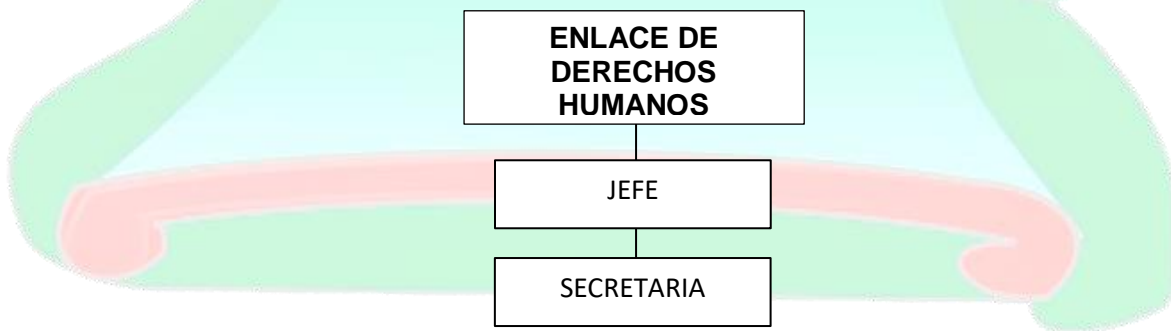 ENLACE DE
DERECHOS
HUMANOS
JEFE
SECRETARIA